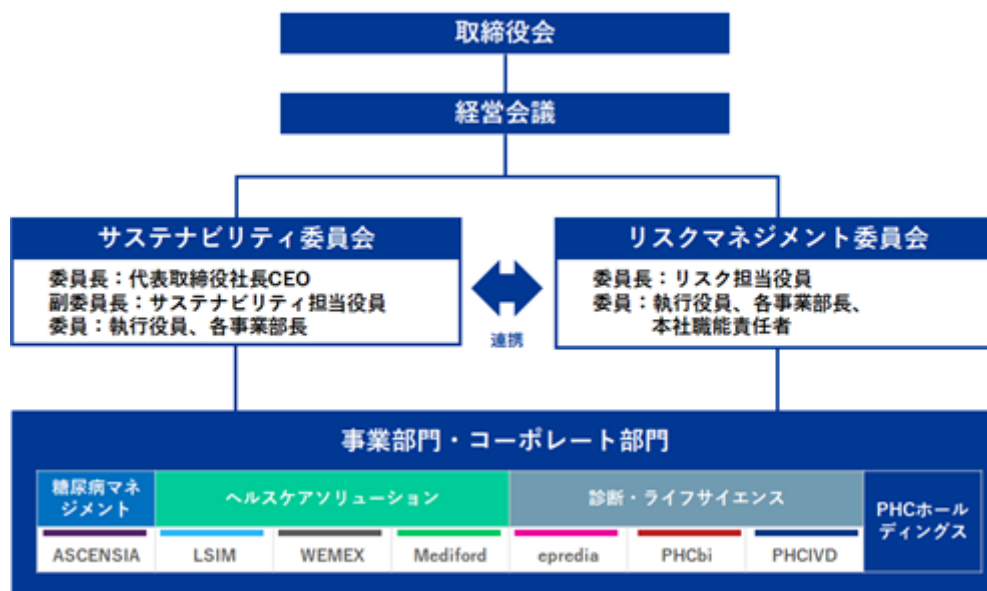 取締役会
経営会議
サステナビリティ委員会
委員長：代表取締役社長CEO
副委員長：サステナビリティ担当役員
委員：執行役員、各事業部長
連携
リスクマネジメント委員会
委員長：リスク担当役員
委員：執行役員、各事業部長、
本社職能責任者
事業部門・コーポレート部門
糖尿病マネ
ジメント
ヘルスケアソリューション
診断・ライフサイエンス
PHCホール
ディングス
ASCENSIA
LSIM
WEMEX
Mediford
epredia
PHCbi
PHCIVD